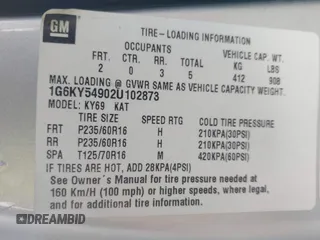 GM
TIRE-LOADING INFORMATION
OCCUPANTS VEHICLE CAP. WT.
FRT. CTR. RR. TOTAL KG LBS
2 0 3 5 412 908
MAX. LOADING @ GVWR SAME AS VEHICLE CAPACITY WEIGHT.
1G6KY54902U102873
MODEL: KY69 KAT
TIRE SIZE SPEED RTG COLD TIRE PRESSURE
FRT P235/60R16 H 210KPA(30PSI)
RR P235/60R16 H 210KPA(30PSI)
SPA T125/70R16 M 420KPA(60PSI)
IF TIRES ARE HOT, ADD 28KPA(4PSI)
See Owner's Manual for tire pressure needed at
160 Km/H (100 mph) or higher speeds, where legal,
and for additional information.
DREAMBID